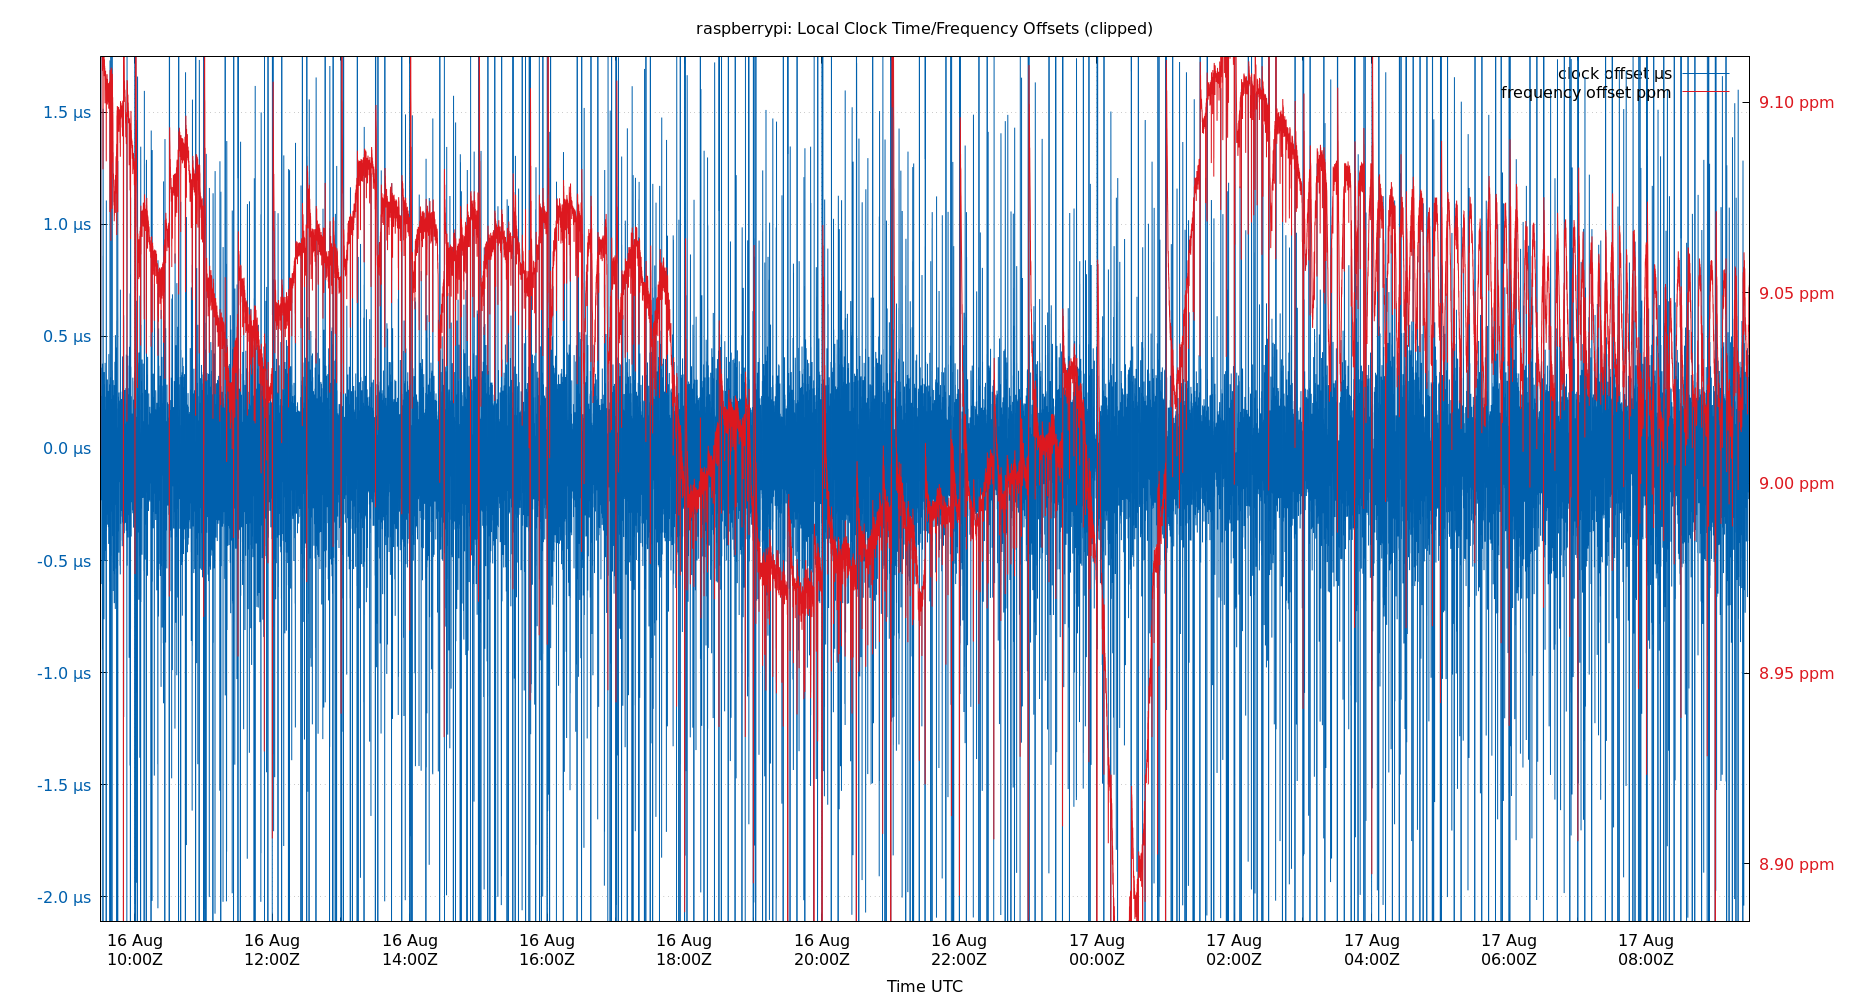 raspberrypi: Local Clock Time/Frequency Offsets (clipped)
clock offset µs
frequency offset ppm
1.5 µs
1.0 µs
0.5 µs
0.0 µs
-0.5 µs
-1.0 µs
-1.5 µs
-2.0 µs
9.10 ppm
9.05 ppm
9.00 ppm
8.95 ppm
8.90 ppm
16 Aug 16 Aug 16 Aug 16 Aug 16 Aug 16 Aug 16 Aug 17 Aug 17 Aug 17 Aug 17 Aug 17 Aug
10:00Z 12:00Z 14:00Z 16:00Z 18:00Z 20:00Z 22:00Z 00:00Z 02:00Z 04:00Z 06:00Z 08:00Z
Time UTC